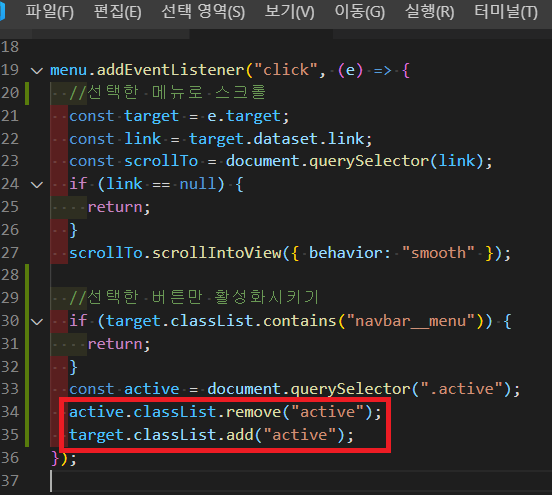 파일(F) 편집(E) 선택 영역(S) 보기(V) 이동(G) 실행(R) 터미널(T)
18
19 menu.addEventListener("click", (e) => {
20 //선택한 메뉴로 스크롤
21 const target = e.target;
22 const link = target.dataset.link;
23 const scrollTo = document.querySelector(link);
24 if (link == null) {
25 return;
26 }
27 scrollTo.scrollIntoView({ behavior: "smooth" });
28
29 //선택한 버튼만 활성화시키기
30 if (target.classList.contains("navbar__menu")) {
31 return;
32 }
33 const active = document.querySelector(".active");
34 active.classList.remove("active");
35 target.classList.add("active");
36 });
37